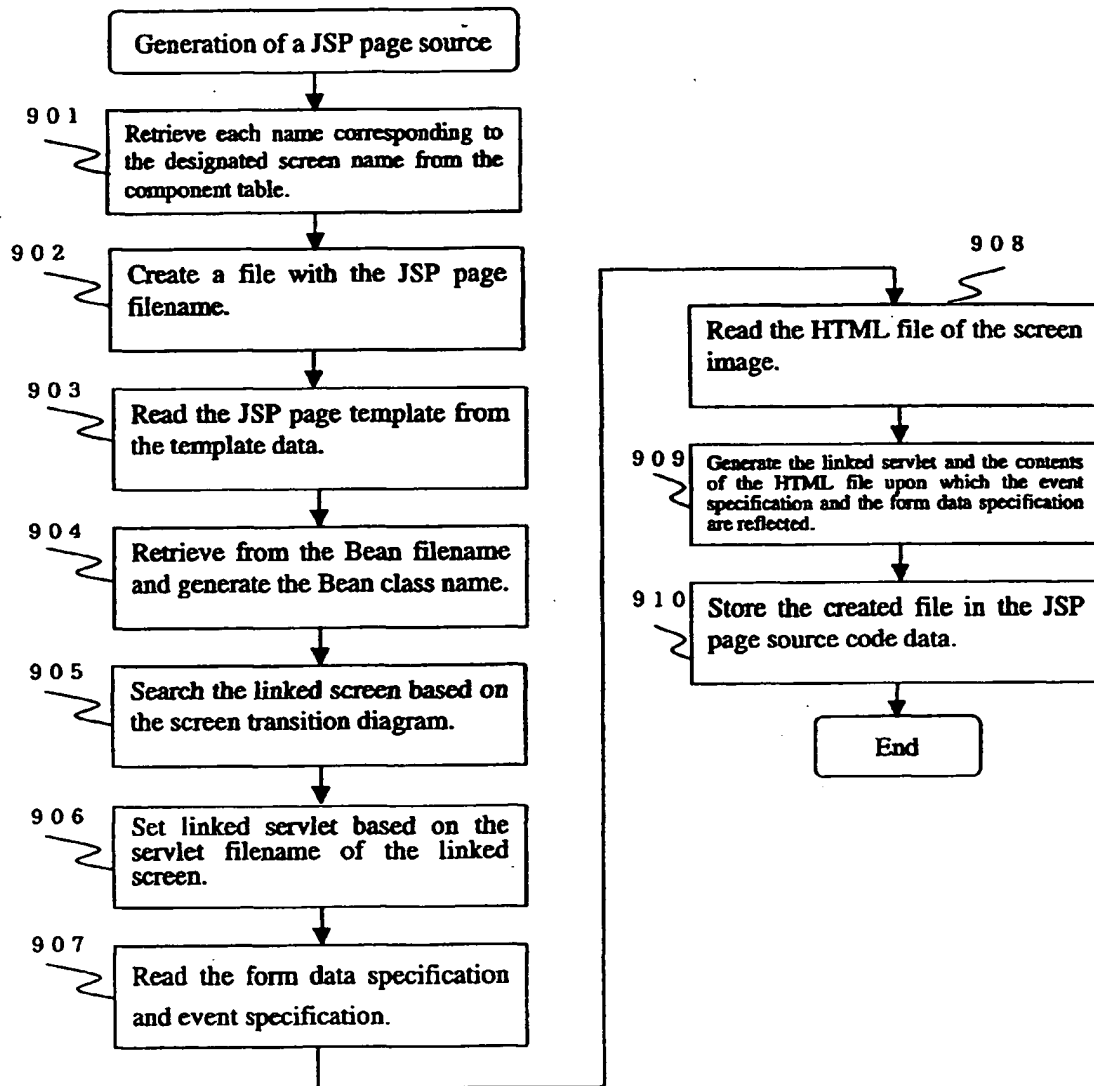 Generation of a JSP page source
901
Retrieve each name corresponding to
the designated screen name from the
component table.
902
Create a file with the JSP page
filename.
903
Read the JSP page template from
the template data.
904
Retrieve from the Bean filename
and generate the Bean class name.
905
Search the linked screen based on
the screen transition diagram.
906
Set linked servlet based on the
servlet filename of the linked
screen.
907
Read the form data specification
and event specification.
908
Read the HTML file of the screen
image.
909
Generate the linked servlet and the contents
of the HTML file upon which the event
specification and the form data specification
are reflected.
910
Store the created file in the JSP
page source code data.
End